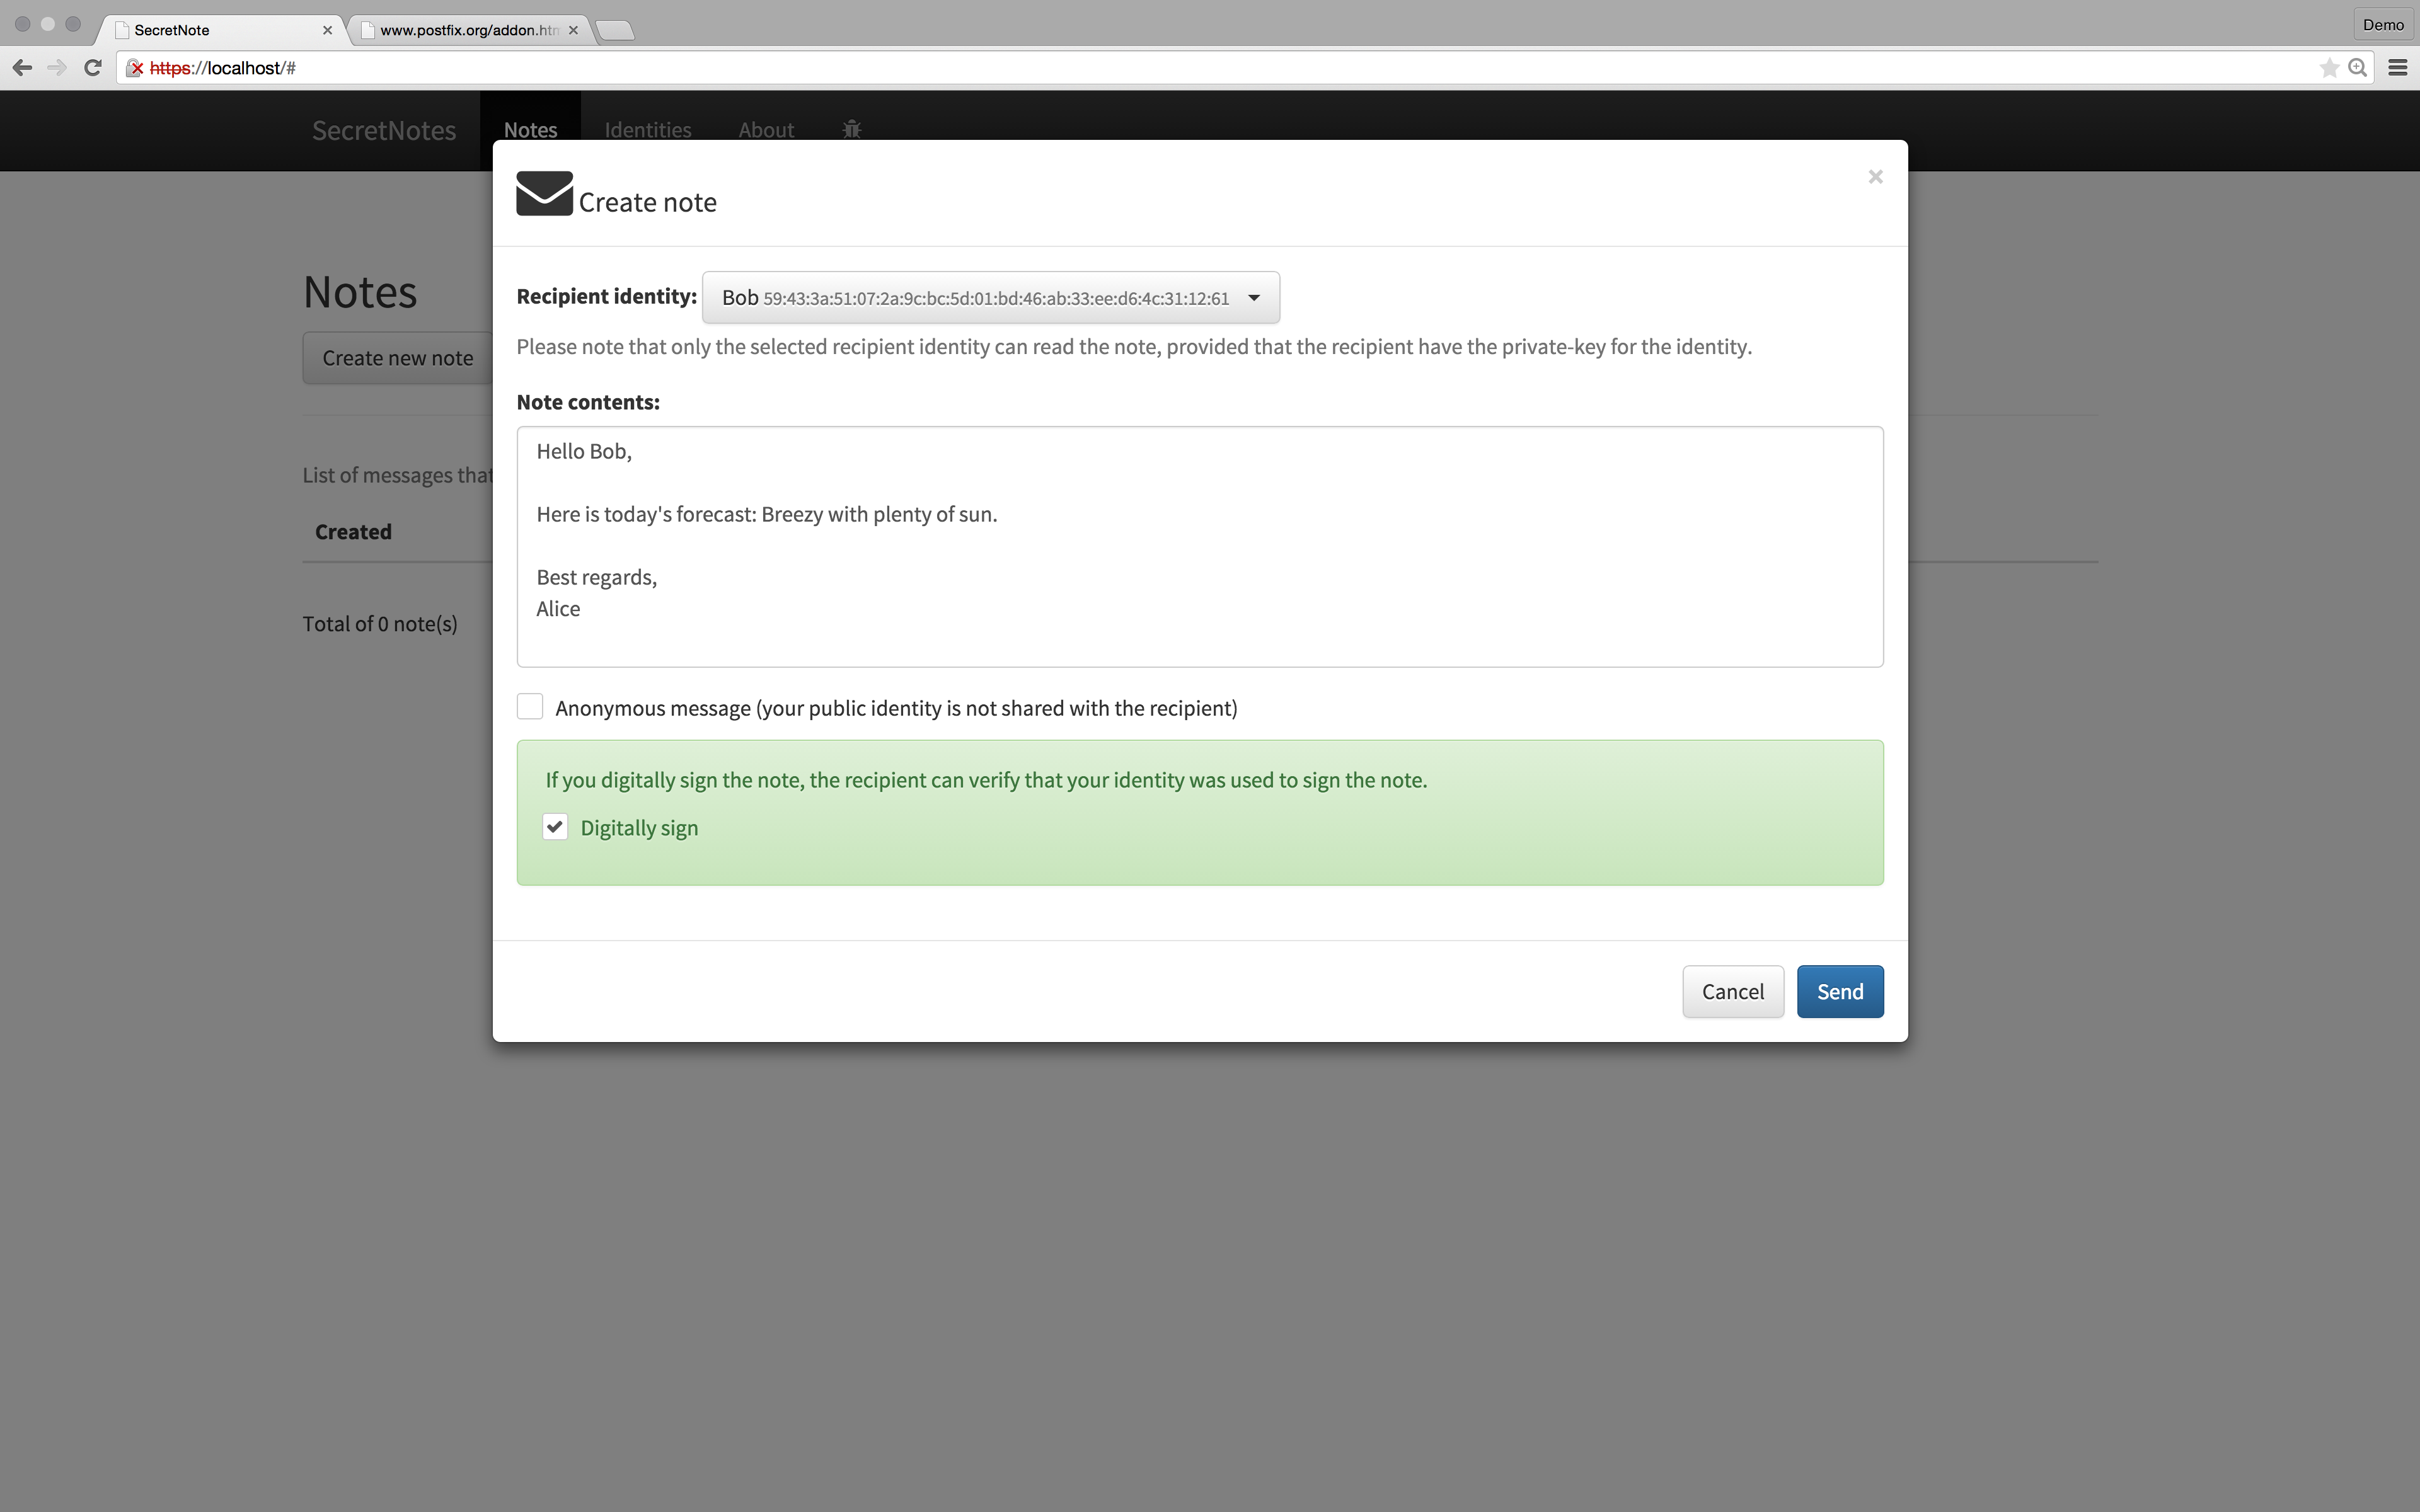 SecretNote
www.postfix.org/addon.htm
Demo
https://localhost/#
SecretNotes Notes Identities About
Create note
Recipient identity: Bob 59:43:3a:51:07:2a:9c:bc:5d:01:bd:46:ab:33:ee:d6:4c:31:12:61
Please note that only the selected recipient identity can read the note, provided that the recipient have the private-key for the identity.
Note contents:
Hello Bob,
Here is today's forecast: Breezy with plenty of sun.
Best regards,
Alice
Anonymous message (your public identity is not shared with the recipient)
If you digitally sign the note, the recipient can verify that your identity was used to sign the note.
Digitally sign
Cancel Send
Notes
Create new note
List of messages that
Created
Total of 0 note(s)